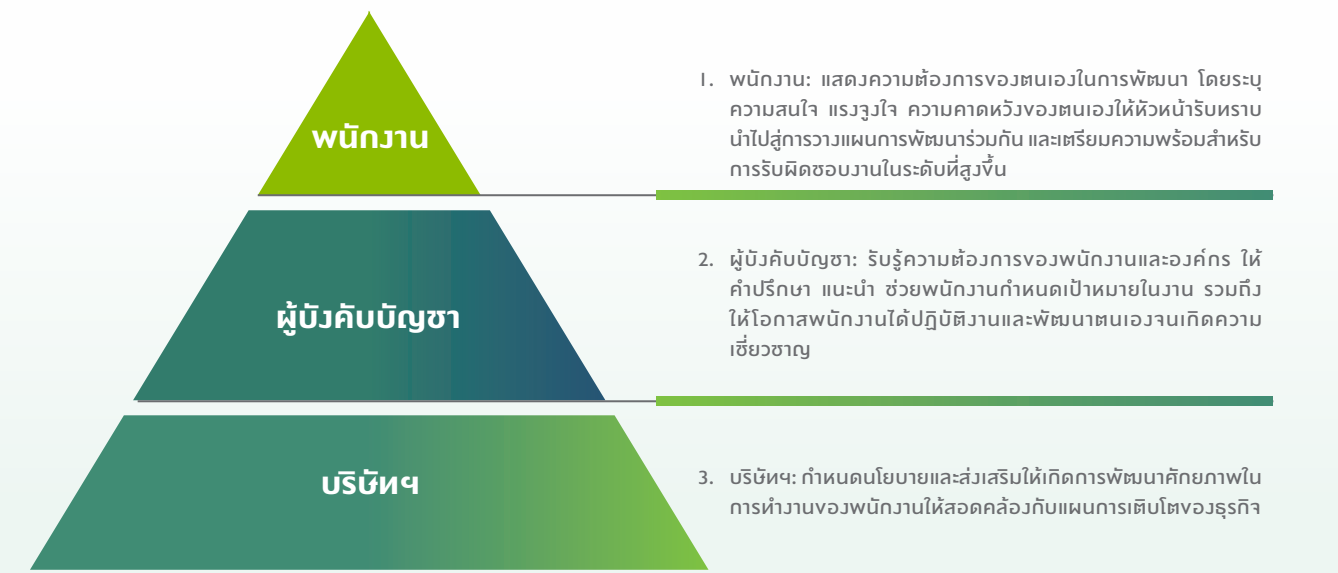 พนักงาน
1. พนักงาน: แสดงความต้องการของตนเองในการพัฒนา โดยระบุ
ความสนใจ แรงจูงใจ ความคาดหวังของตนเองให้หัวหน้ารับทราบ
นำไปสู่การวางแผนการพัฒนาร่วมกัน และเตรียมความพร้อมสำหรับ
การรับผิดชอบงานในระดับที่สูงขึ้น
ผู้บังคับบัญชา
2. ผู้บังคับบัญชา: รับรู้ความต้องการของพนักงานและองค์กร ให้
คำปรึกษา แนะนำ ช่วยพนักงานกำหนดเป้าหมายในงาน รวมถึง
ให้โอกาสพนักงานได้ปฏิบัติงานและพัฒนาตนเองจนเกิดความ
เชี่ยวชาญ
บริษัทฯ
3. บริษัทฯ: กำหนดนโยบายและส่งเสริมให้เกิดการพัฒนาศักยภาพใน
การทำงานของพนักงานให้สอดคล้องกับแผนการเติบโตของธุรกิจ